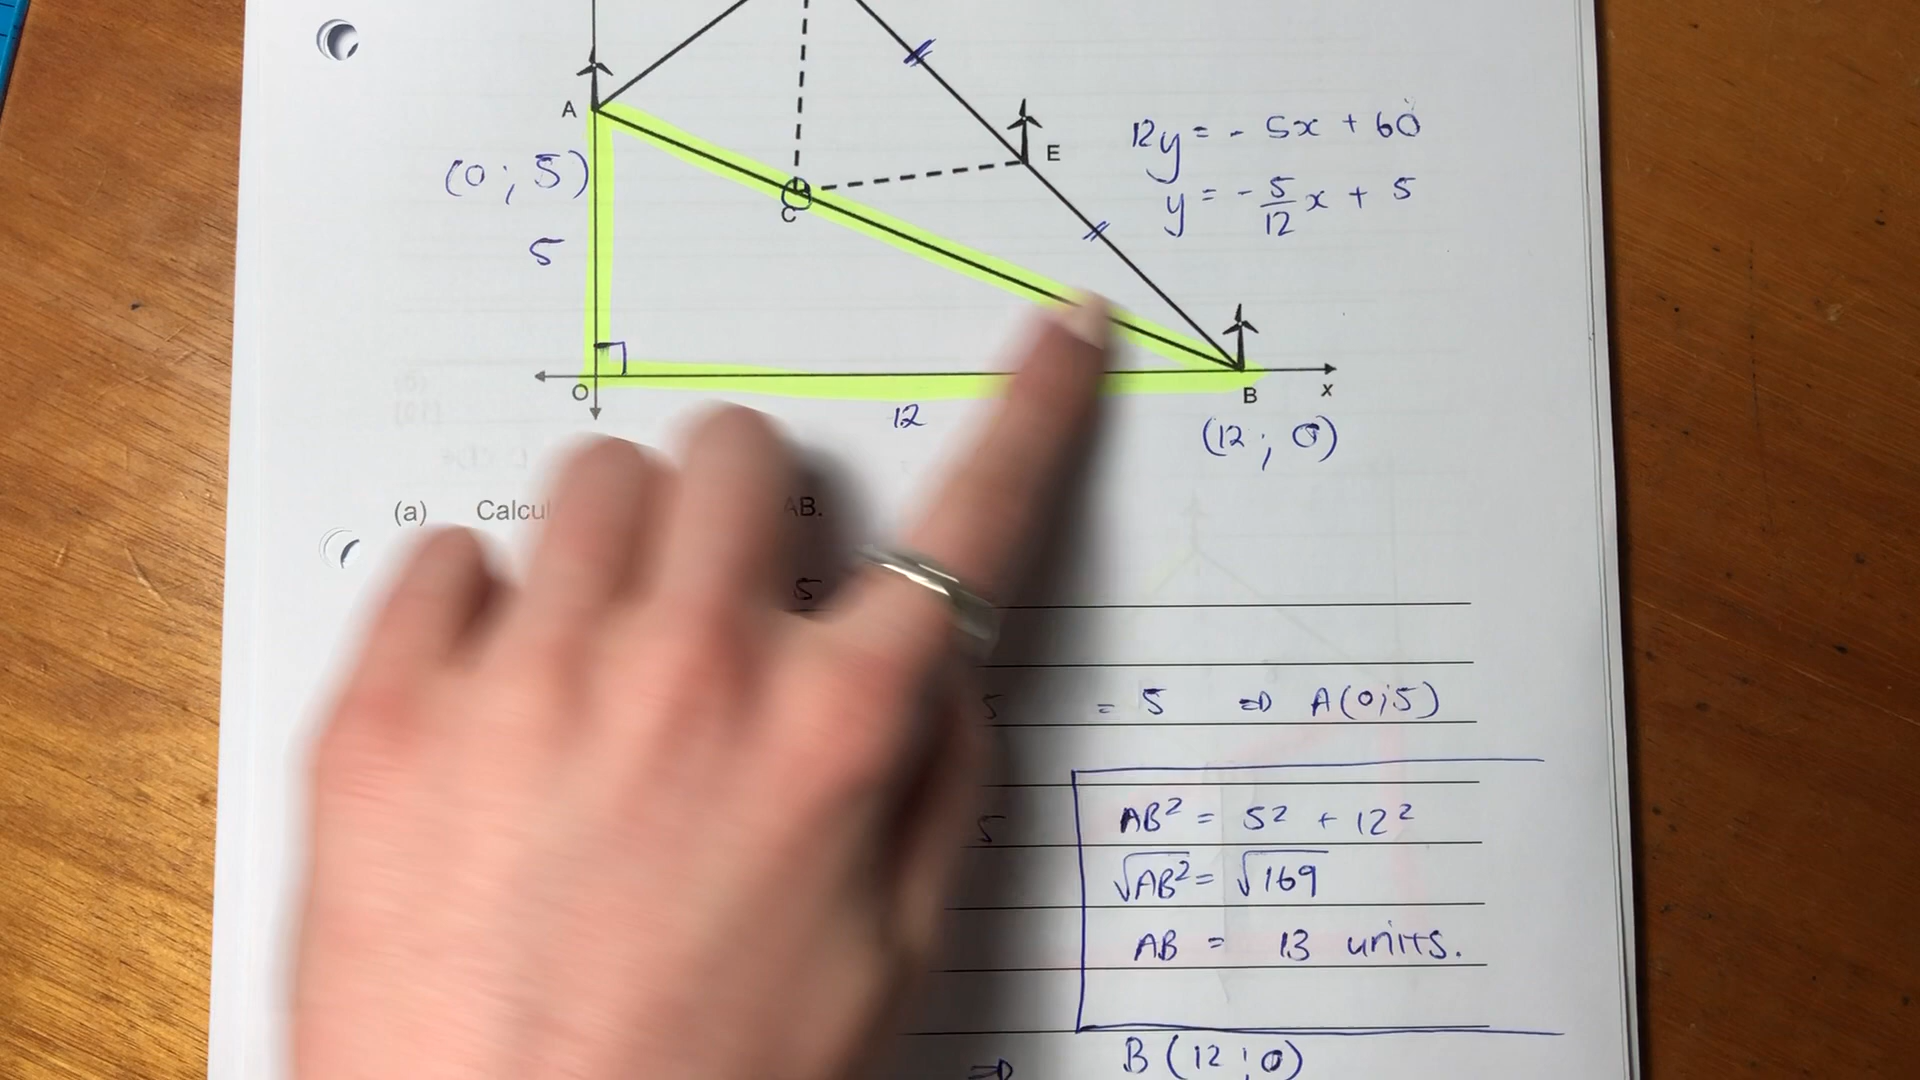 A
(0 ; 5)
5
C
E
12y = - 5x + 60
y = - 5/12 x + 5
O
12
B
x
(12 ; 0)
(a) AB.
5
5 = 5 ⇒ A(0;5)
5
AB² = 5² + 12²
√AB² = √169
AB = 13 units.
⇒ B (12 ; 0)